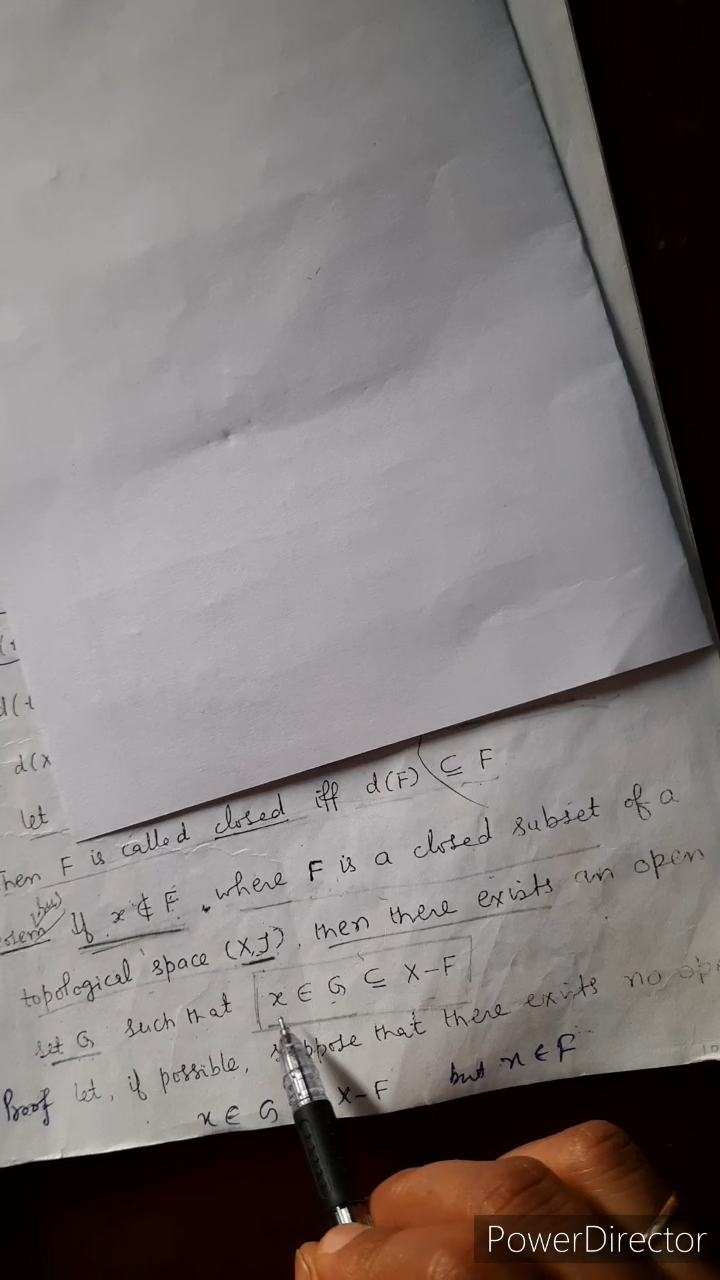 d(x
let
Then F is called closed iff d(F) ⊆ F
If x ∉ F, where F is a closed subset of a
topological space (X,J), then there exists an open
set G such that x ∈ G ⊆ X-F
Proof let, if possible, suppose that there exists no
x ∈ G X-F but x ∈ F
PowerDirector